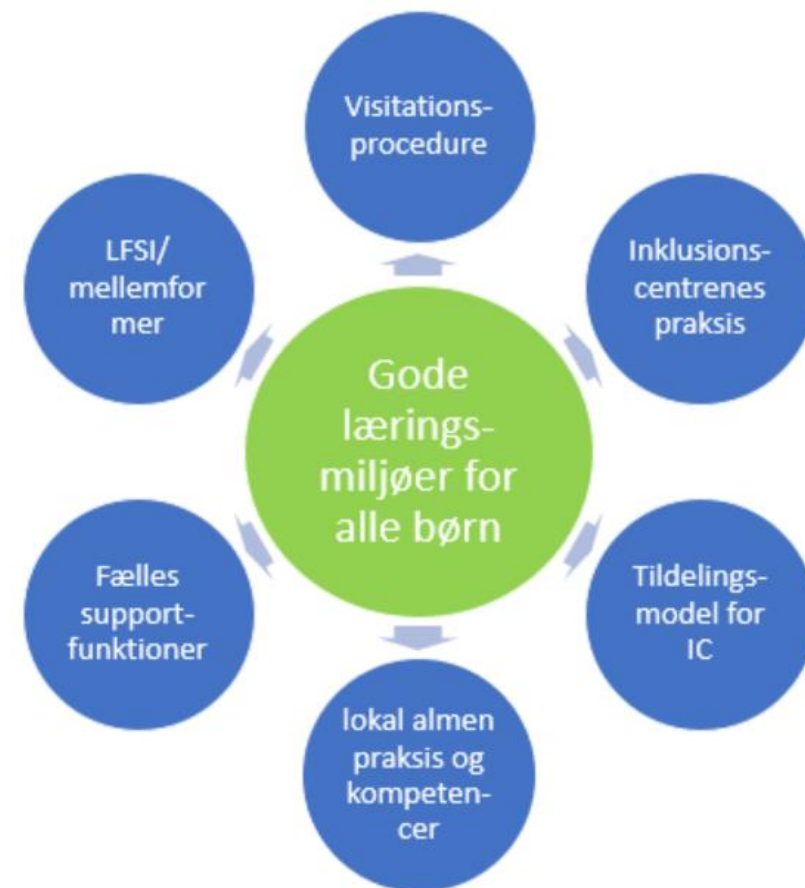 Visitations-
procedure
LFSI/
mellemfor
mer
Inklusions-
centrenes
praksis
Gode
lærings-
miljøer for
alle børn
Fælles
support-
funktioner
Tildelings-
model for
IC
lokal almen
praksis og
kompeten-
cer